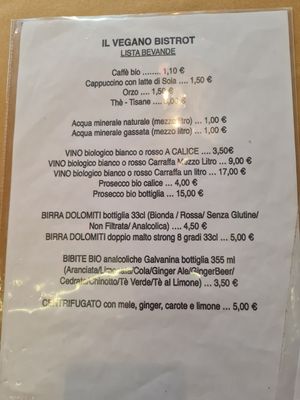 IL VEGANO BISTROT
LISTA BEVANDE
Caffè bio ........ 1,10 €
Cappuccino con latte di Soia .... 1,50 €
Orzo .... 1,50 €
Thè - Tisane .... €
Acqua minerale naturale (mezzo litro) ... 1,00 €
Acqua minerale gassata (mezzo litro) ... 1,00 €
VINO biologico bianco o rosso A CALICE .... 3,50€
VINO biologico bianco o rosso Carraffa Mezzo Litro ... 9,00 €
VINO biologico bianco o rosso Carraffa un litro ... 17,00 €
Prosecco bio calice ... 4,00 €
Prosecco bio bottiglia ... 15,00 €
BIRRA DOLOMITI bottiglia 33cl (Bionda / Rossa/ Senza Glutine/
Non Filtrata/ Analcolica) .... 4,50 €
BIRRA DOLOMITI doppio malto strong 8 gradi 33cl ... 5,00 €
BIBITE BIO analcoliche Galvanina bottiglia 355 ml
(Aranciata/Limonata/Cola/Ginger Ale/GingerBeer/
Cedrata/Chinotto/Tè Verde/Tè al Limone) ... 3,50 €
CENTRIFUGATO con mele, ginger, carote e limone ... 5,00 €